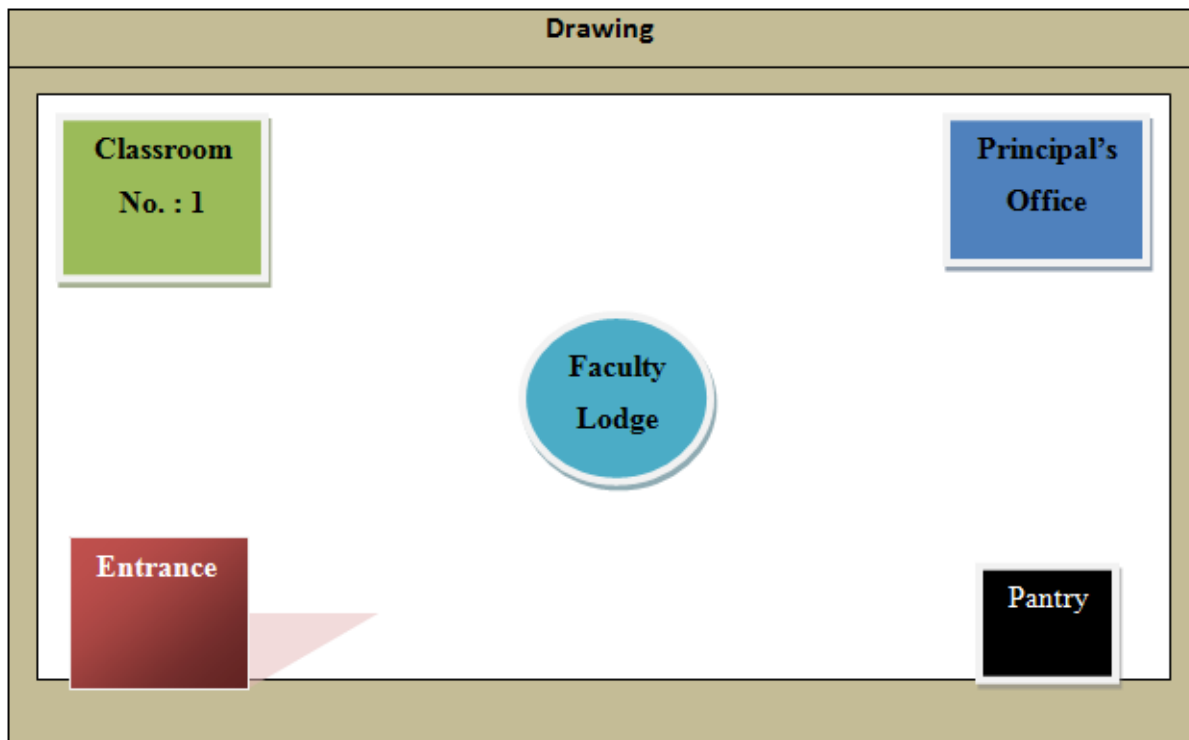 Drawing
Classroom
No. : 1
Principal’s
Office
Faculty
Lodge
Entrance
Pantry